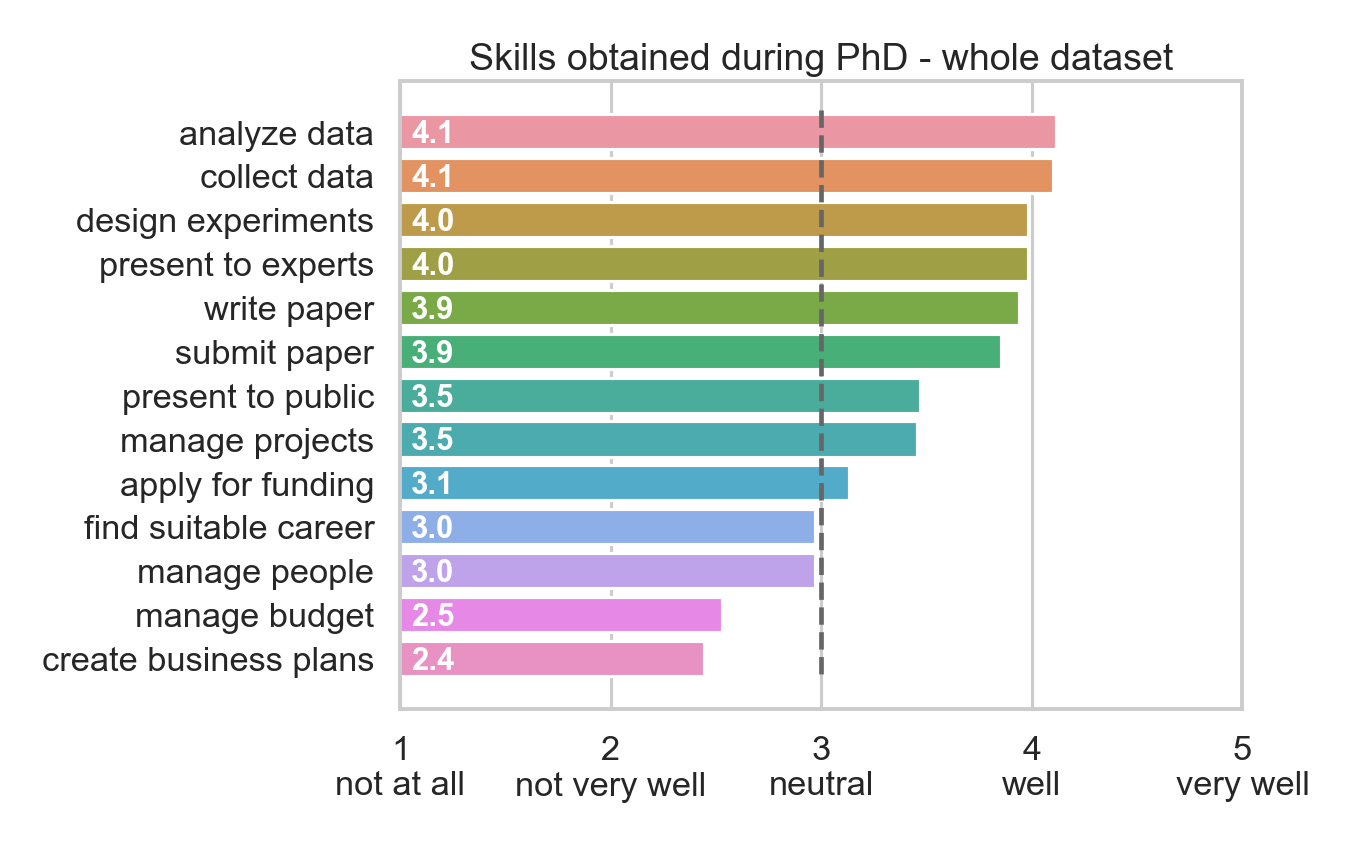 Skills obtained during PhD - whole dataset
analyze data 4.1
collect data 4.1
design experiments 4.0
present to experts 4.0
write paper 3.9
submit paper 3.9
present to public 3.5
manage projects 3.5
apply for funding 3.1
find suitable career 3.0
manage people 3.0
manage budget 2.5
create business plans 2.4
1 2 3 4 5
not at all not very well neutral well very well